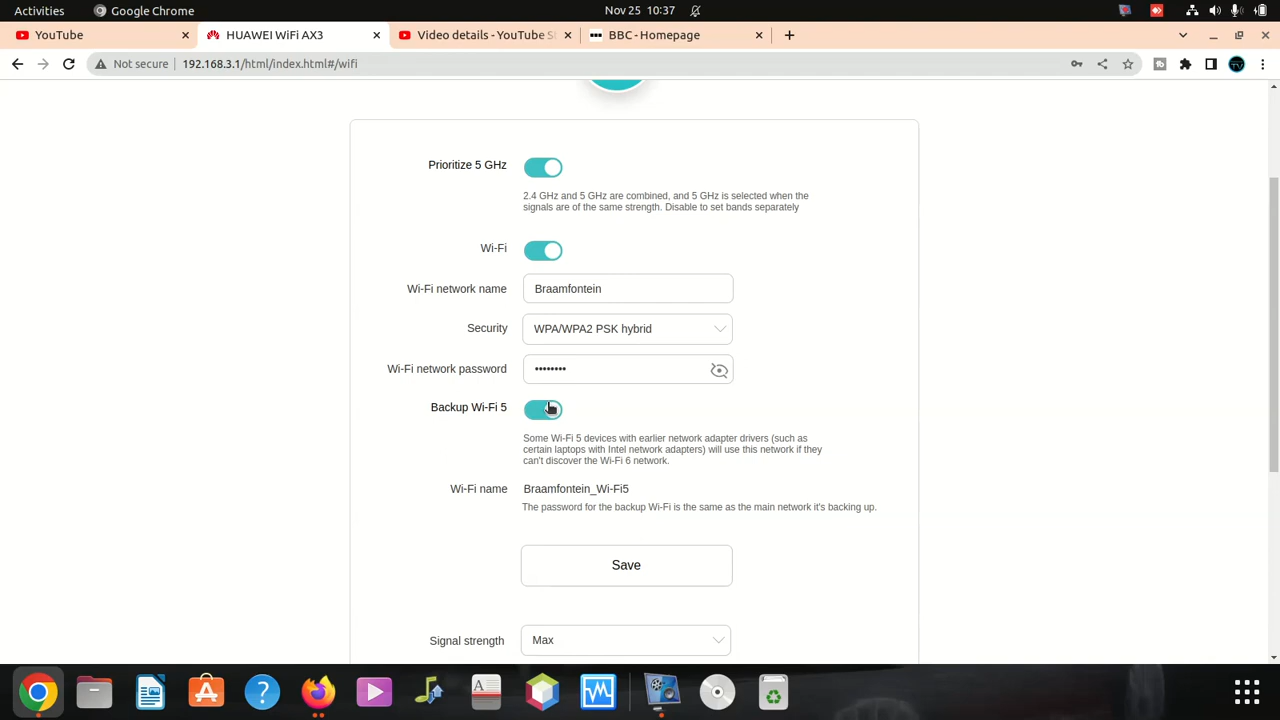 Activities
Google Chrome
Nov 25 10:37
YouTube
HUAWEI WiFi AX3
Video details - YouTube S
BBC - Homepage
Not secure
192.168.3.1/html/index.html#/wifi
Prioritize 5 GHz
2.4 GHz and 5 GHz are combined, and 5 GHz is selected when the
signals are of the same strength. Disable to set bands separately
Wi-Fi
Wi-Fi network name
Braamfontein
Security
WPA/WPA2 PSK hybrid
Wi-Fi network password
••••••••
Backup Wi-Fi 5
Some Wi-Fi 5 devices with earlier network adapter drivers (such as
certain laptops with Intel network adapters) will use this network if they
can't discover the Wi-Fi 6 network.
Wi-Fi name
Braamfontein_Wi-Fi5
The password for the backup Wi-Fi is the same as the main network it's backing up.
Save
Signal strength
Max